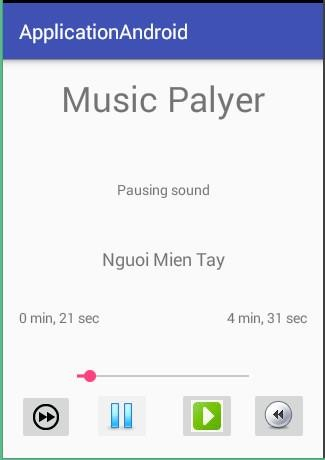 ApplicationAndroid
Music Palyer
Pausing sound
Nguoi Mien Tay
0 min, 21 sec 4 min, 31 sec